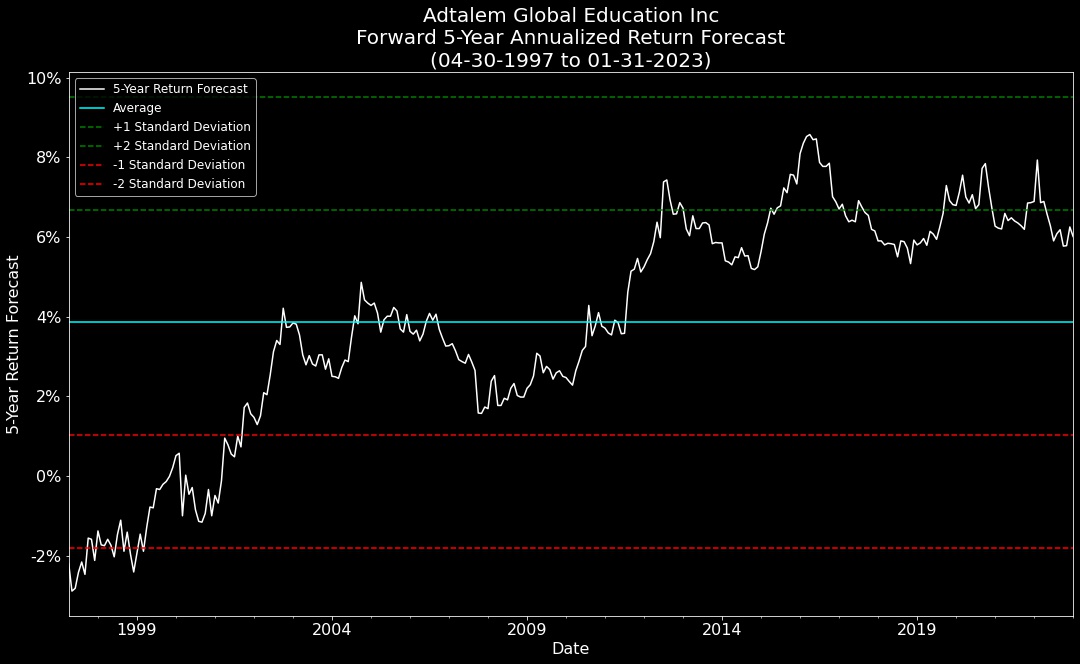 Adtalem Global Education Inc
Forward 5-Year Annualized Return Forecast
(04-30-1997 to 01-31-2023)
5-Year Return Forecast
Average
+1 Standard Deviation
+2 Standard Deviation
-1 Standard Deviation
-2 Standard Deviation
10%
8%
6%
4%
2%
0%
-2%
5-Year Return Forecast
1999
2004
2009
2014
2019
Date